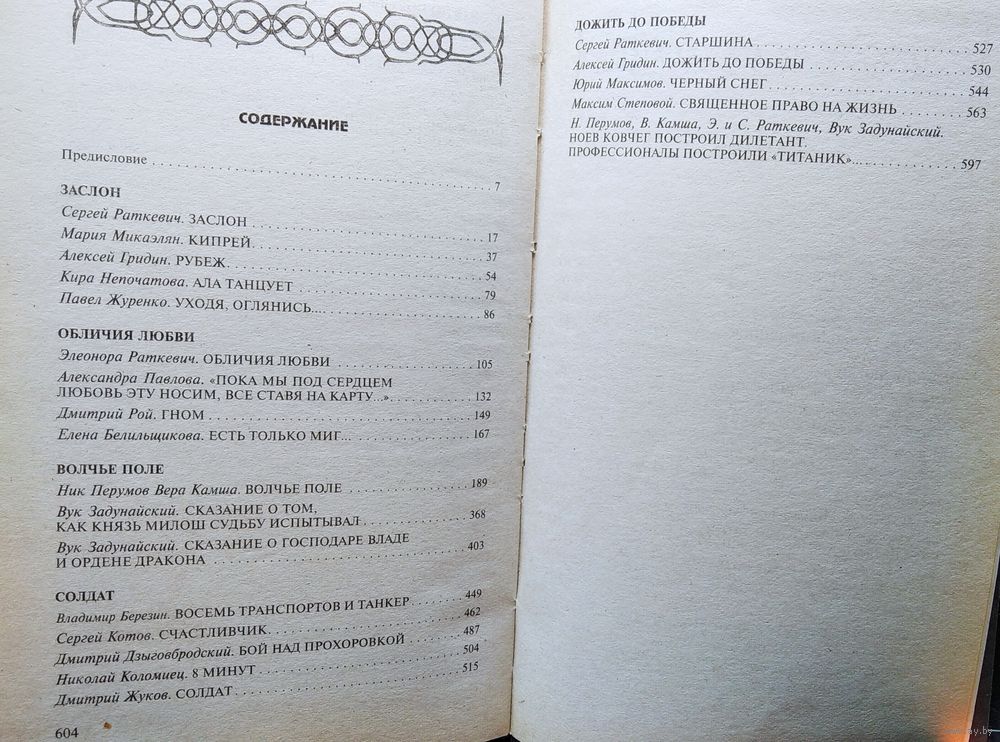 СОДЕРЖАНИЕ
Предисловие .......... 7
ЗАСЛОН
Сергей Раткевич. ЗАСЛОН .......... 17
Мария Микаэлян. КИПРЕЙ .......... 37
Алексей Гридин. РУБЕЖ .......... 54
Кира Непочатова. АЛА ТАНЦУЕТ .......... 79
Павел Журенко. УХОДЯ, ОГЛЯНИСЬ... .......... 86
ОБЛИЧИЯ ЛЮБВИ
Элеонора Раткевич. ОБЛИЧИЯ ЛЮБВИ .......... 105
Александра Павлова. «ПОКА МЫ ПОД СЕРДЦЕМ
ЛЮБОВЬ ЭТУ НОСИМ, ВСЕ СТАВЯ НА КАРТУ...» .......... 132
Дмитрий Рой. ГНОМ .......... 149
Елена Белильщикова. ЕСТЬ ТОЛЬКО МИГ... .......... 167
ВОЛЧЬЕ ПОЛЕ
Ник Перумов Вера Камша. ВОЛЧЬЕ ПОЛЕ .......... 189
Вук Задунайский. СКАЗАНИЕ О ТОМ,
КАК КНЯЗЬ МИЛОШ СУДЬБУ ИСПЫТЫВАЛ .......... 368
Вук Задунайский. СКАЗАНИЕ О ГОСПОДАРЕ ВЛАДЕ
И ОРДЕНЕ ДРАКОНА .......... 403
СОЛДАТ
Владимир Березин. ВОСЕМЬ ТРАНСПОРТОВ И ТАНКЕР .......... 449
Сергей Котов. СЧАСТЛИВЧИК .......... 462
Дмитрий Дзыговбродский. БОЙ НАД ПРОХОРОВКОЙ .......... 487
Николай Коломиец. 8 МИНУТ .......... 504
Дмитрий Жуков. СОЛДАТ .......... 515
604
ДОЖИТЬ ДО ПОБЕДЫ
Сергей Раткевич. СТАРШИНА .......... 527
Алексей Гридин. ДОЖИТЬ ДО ПОБЕДЫ .......... 530
Юрий Максимов. ЧЕРНЫЙ СНЕГ .......... 544
Максим Степовой. СВЯЩЕННОЕ ПРАВО НА ЖИЗНЬ .......... 563
Н. Перумов, В. Камша, Э. и С. Раткевич, Вук Задунайский.
НОЕВ КОВЧЕГ ПОСТРОИЛ ДИЛЕТАНТ.
ПРОФЕССИОНАЛЫ ПОСТРОИЛИ «ТИТАНИК»... .......... 597